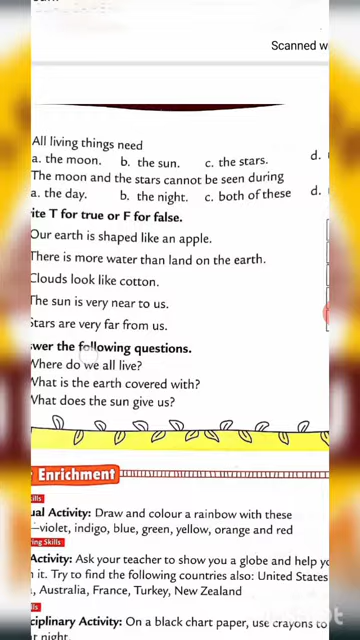 Scanned w
All living things need
a. the moon. b. the sun. c. the stars. d.
The moon and the stars cannot be seen during
a. the day. b. the night. c. both of these d.
ite T for true or F for false.
Our earth is shaped like an apple.
There is more water than land on the earth.
Clouds look like cotton.
The sun is very near to us.
Stars are very far from us.
wer the following questions.
Where do we all live?
What is the earth covered with?
What does the sun give us?
Enrichment
ills
ual Activity: Draw and colour a rainbow with these
—violet, indigo, blue, green, yellow, orange and red
ing Skills
Activity: Ask your teacher to show you a globe and help yo
n it. Try to find the following countries also: United States
, Australia, France, Turkey, New Zealand
ls
ciplinary Activity: On a black chart paper, use crayons to
r night.